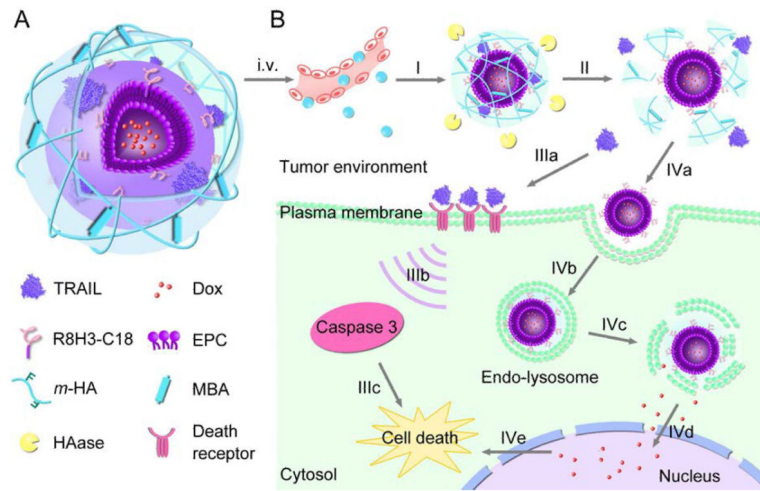 A
B
i.v.
I
II
Tumor environment
IIIa
IVa
Plasma membrane
IIIb
IVb
TRAIL
Dox
Caspase 3
IVc
R8H3-C18
EPC
Endo-lysosome
m-HA
MBA
IIIc
HAase
Death
receptor
Cell death
IVe
IVd
Cytosol
Nucleus